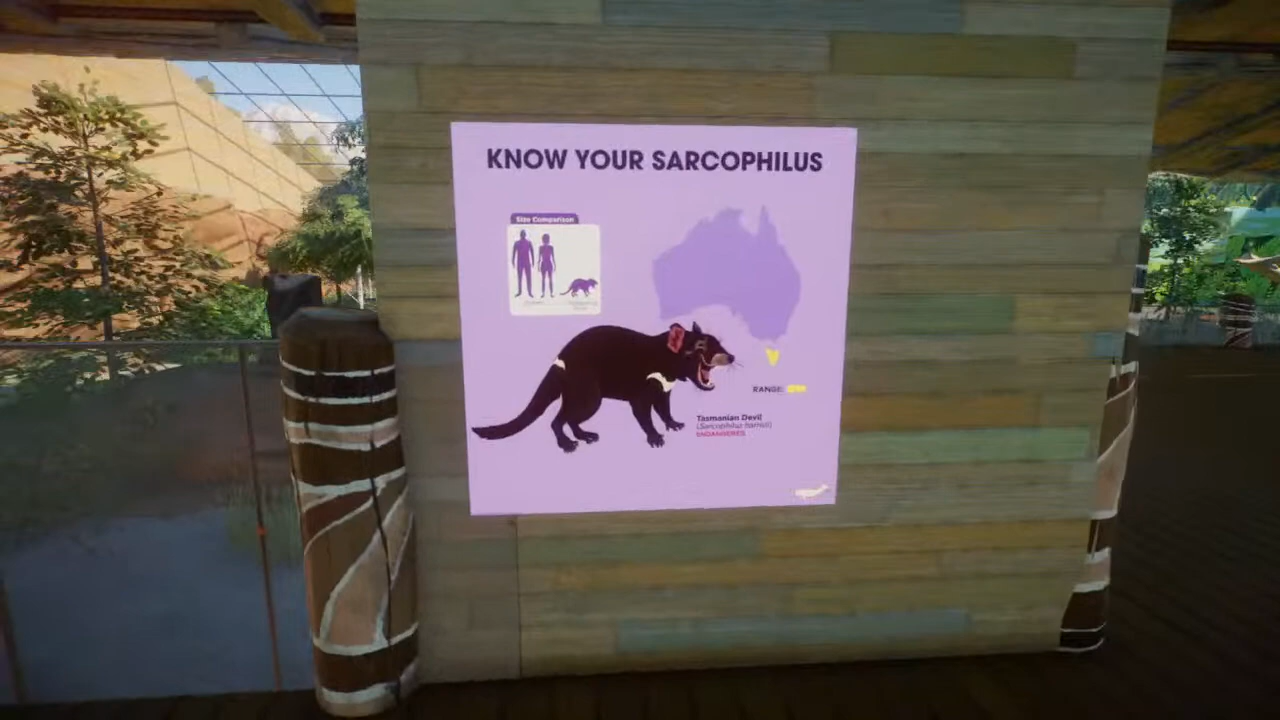 KNOW YOUR SARCOPHILUS
Size Comparison
RANGE:
Tasmanian Devil
(Sarcophilus harrisii)
ENDANGERED